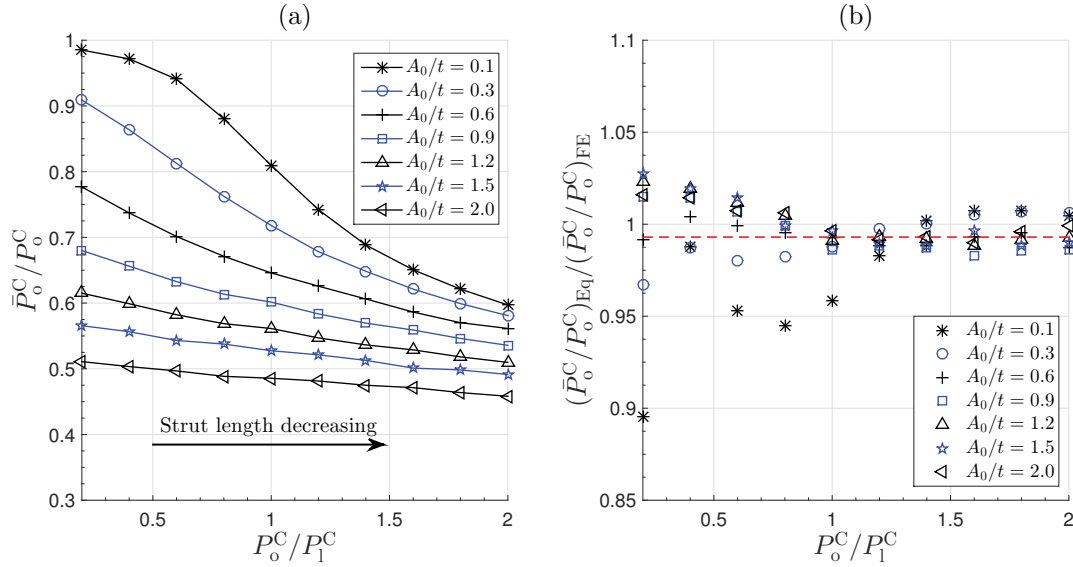 (a)
1
0.9
0.8
0.7
0.6
0.5
0.4
0.3
0.5
1
1.5
2
P̄ₒᶜ/Pₒᶜ
Pₒᶜ/Pₗᶜ
A₀/t = 0.1
A₀/t = 0.3
A₀/t = 0.6
A₀/t = 0.9
A₀/t = 1.2
A₀/t = 1.5
A₀/t = 2.0
Strut length decreasing
(b)
1.1
1.05
1
0.95
0.9
0.85
0.5
1
1.5
2
(P̄ₒᶜ/Pₒᶜ)Eq/(P̄ₒᶜ/Pₒᶜ)FE
Pₒᶜ/Pₗᶜ
A₀/t = 0.1
A₀/t = 0.3
A₀/t = 0.6
A₀/t = 0.9
A₀/t = 1.2
A₀/t = 1.5
A₀/t = 2.0